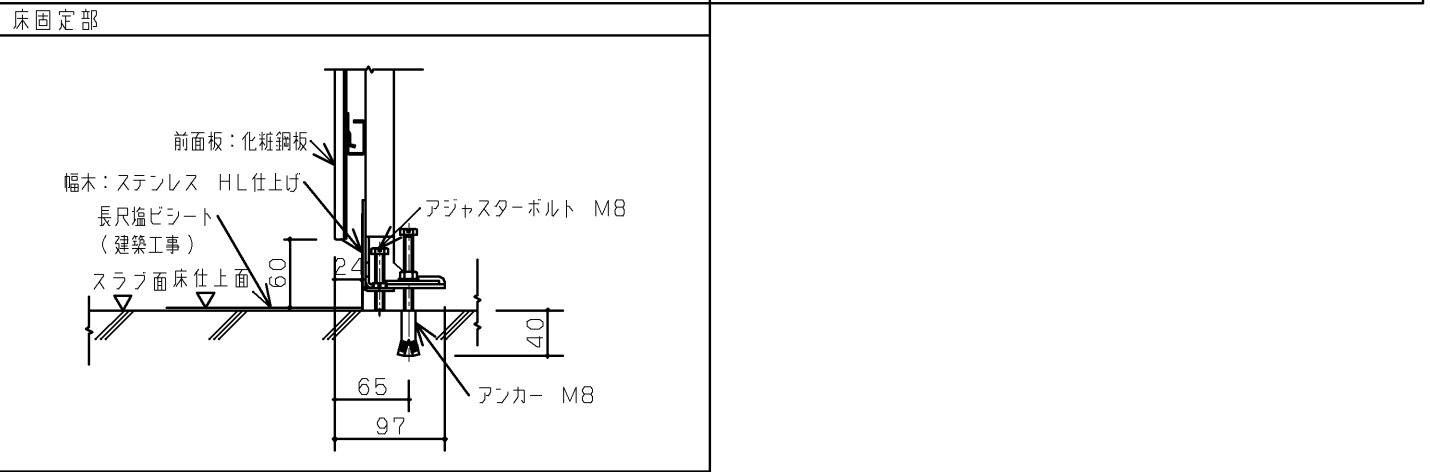 床固定部
前面板：化粧鋼板
幅木：ステンレス　ＨＬ仕上げ
アジャスターボルト　Ｍ８
長尺塩ビシート
（建築工事）
スラブ面
床仕上面
60
24
40
65
アンカー　Ｍ８
97